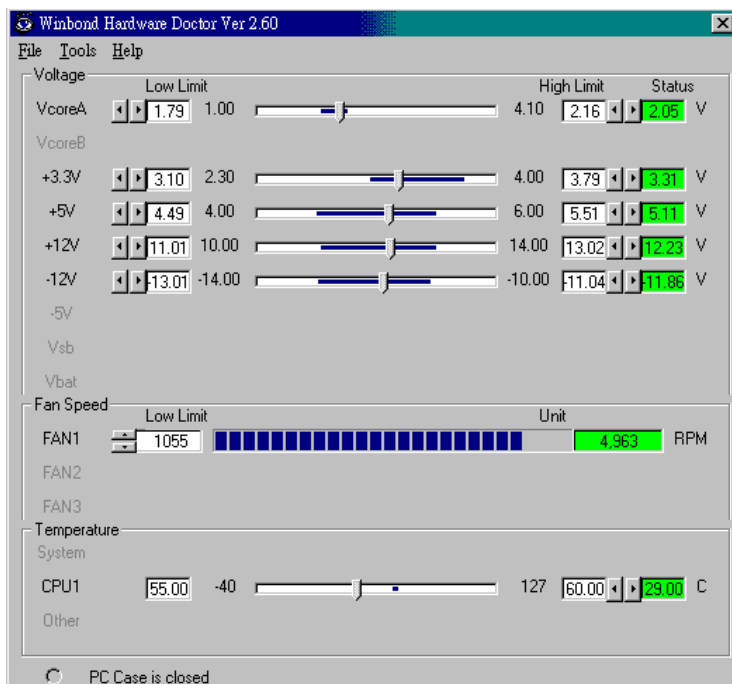 Winbond Hardware Doctor Ver 2.60
File Tools Help
Voltage
Low Limit High Limit Status
VcoreA 1.79 1.00 4.10 2.16 2.05 V
VcoreB
+3.3V 3.10 2.30 4.00 3.79 3.31 V
+5V 4.49 4.00 6.00 5.51 5.11 V
+12V 11.01 10.00 14.00 13.02 12.23 V
-12V -13.01 -14.00 -10.00 -11.04 -11.86 V
-5V
Vsb
Vbat
Fan Speed
Low Limit Unit
FAN1 1055 4,963 RPM
FAN2
FAN3
Temperature
System
CPU1 55.00 -40 127 60.00 29.00 C
Other
PC Case is closed